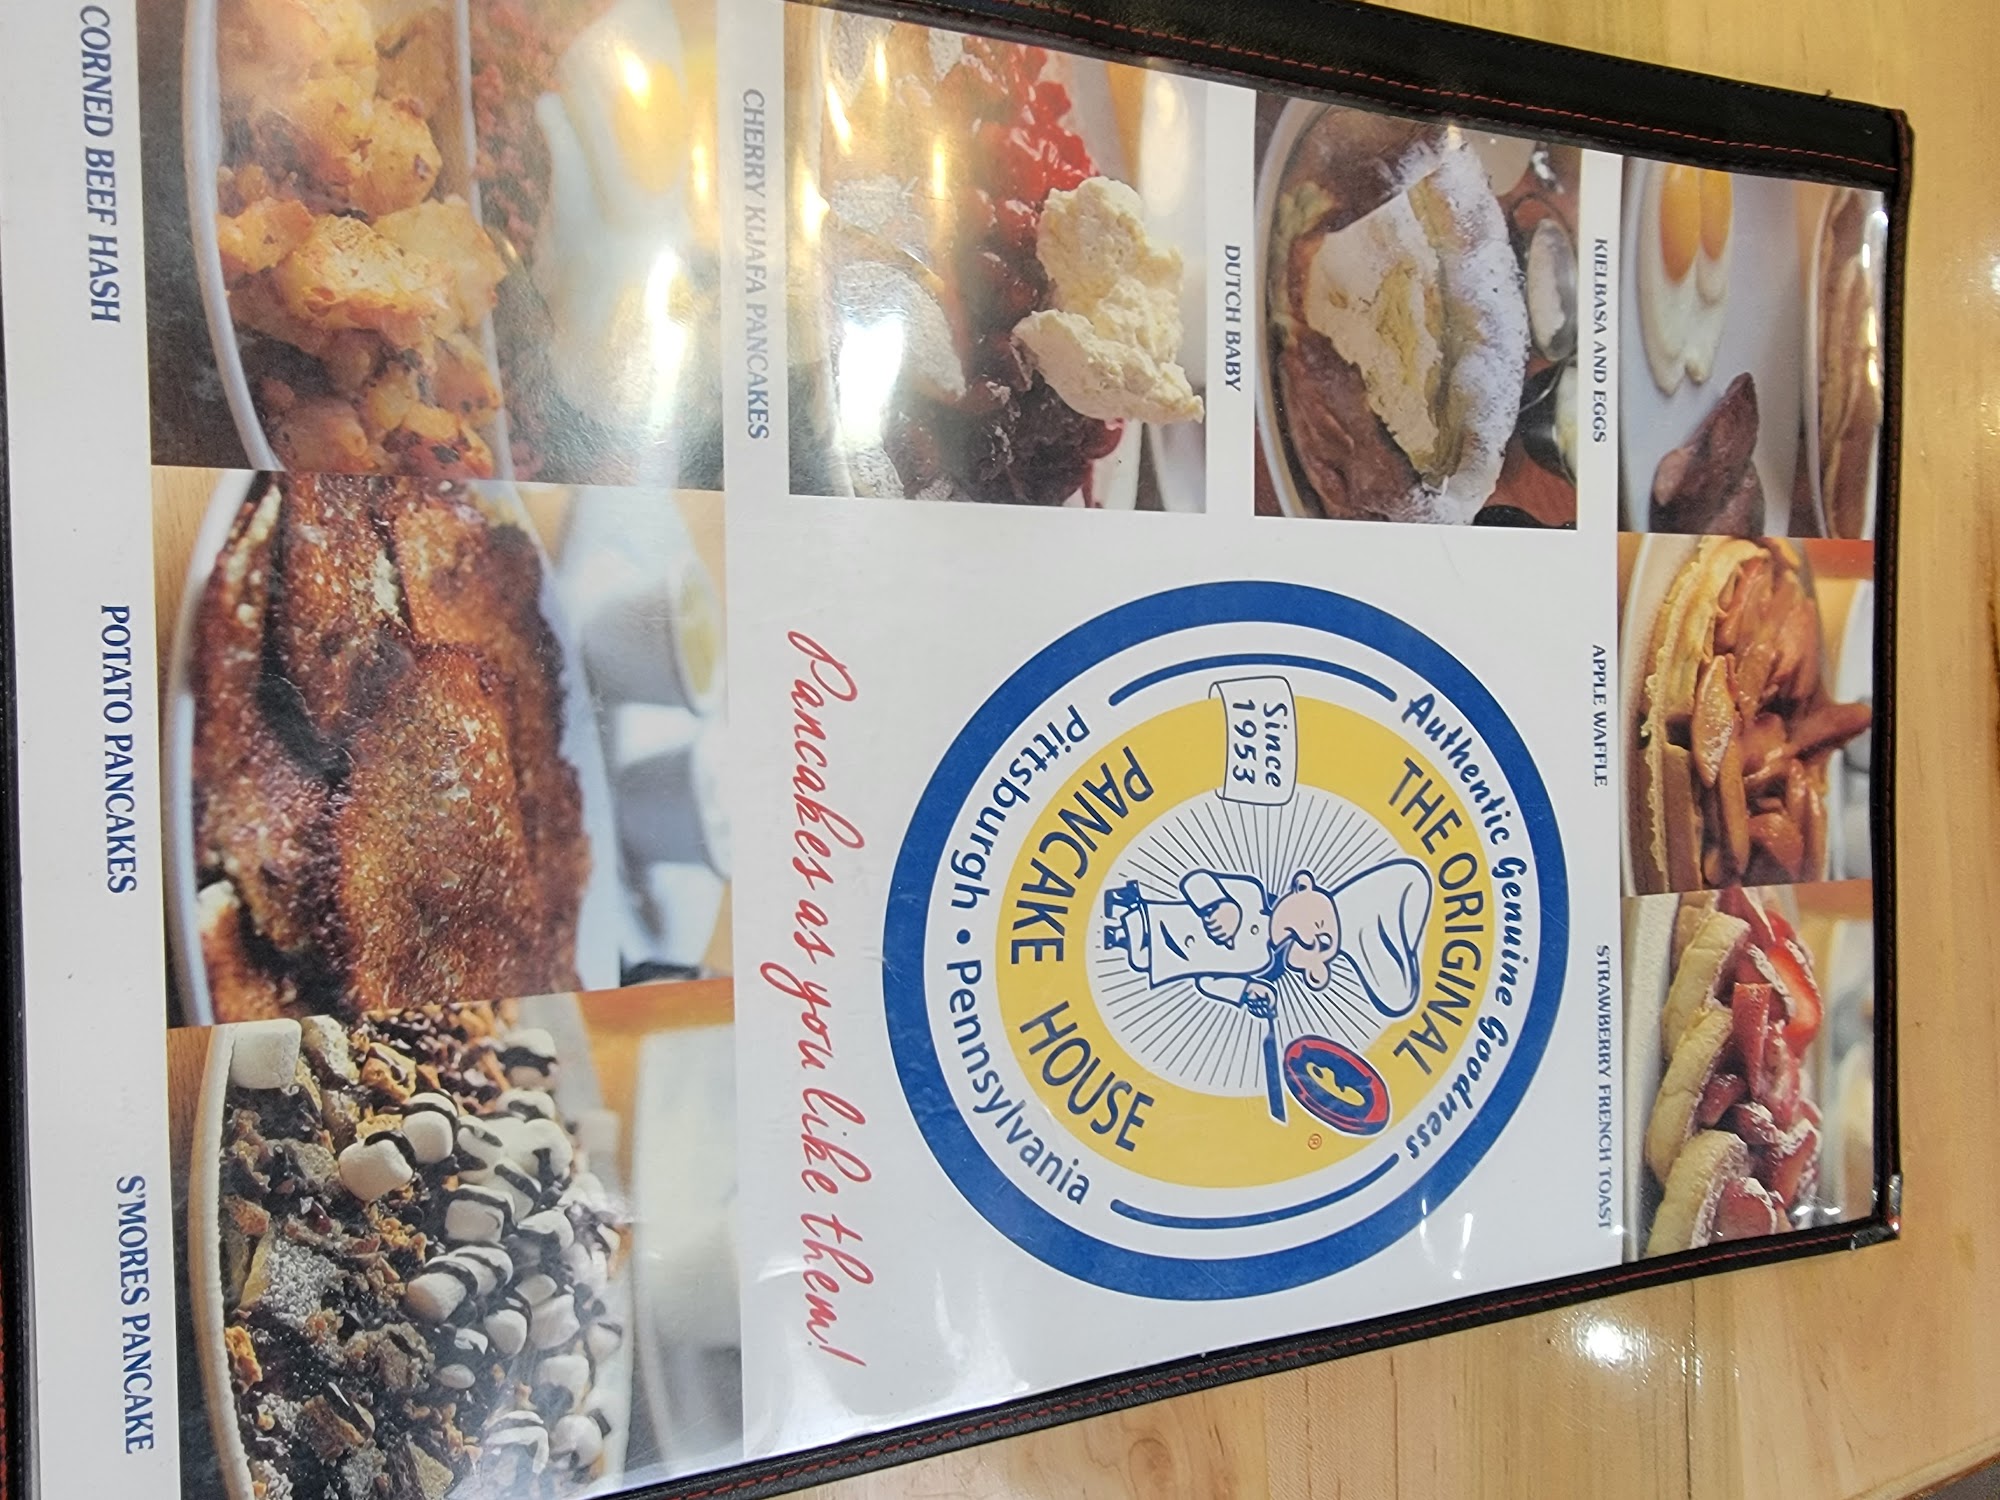 KIELBASA AND EGGS
APPLE WAFFLE
STRAWBERRY FRENCH TOAST
DUTCH BABY
Authentic Genuine Goodness
THE ORIGINAL
Since
1953
®
PANCAKE HOUSE
Pittsburgh • Pennsylvania
Pancakes as you like them!
CHERRY KIJAFA PANCAKES
CORNED BEEF HASH
POTATO PANCAKES
S'MORES PANCAKE